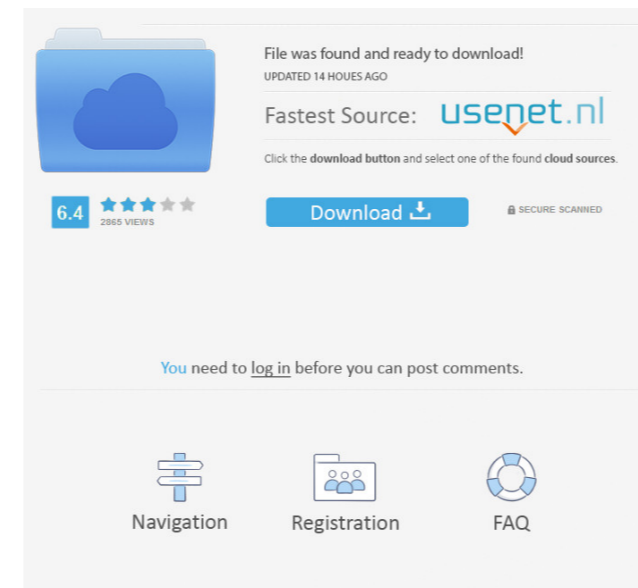 File was found and ready to download!
UPDATED 14 HOUES AGO
Fastest Source: usenet.nl
Click the download button and select one of the found cloud sources.
6.4
2865 VIEWS
Download
SECURE SCANNED
You need to log in before you can post comments.
Navigation
Registration
FAQ